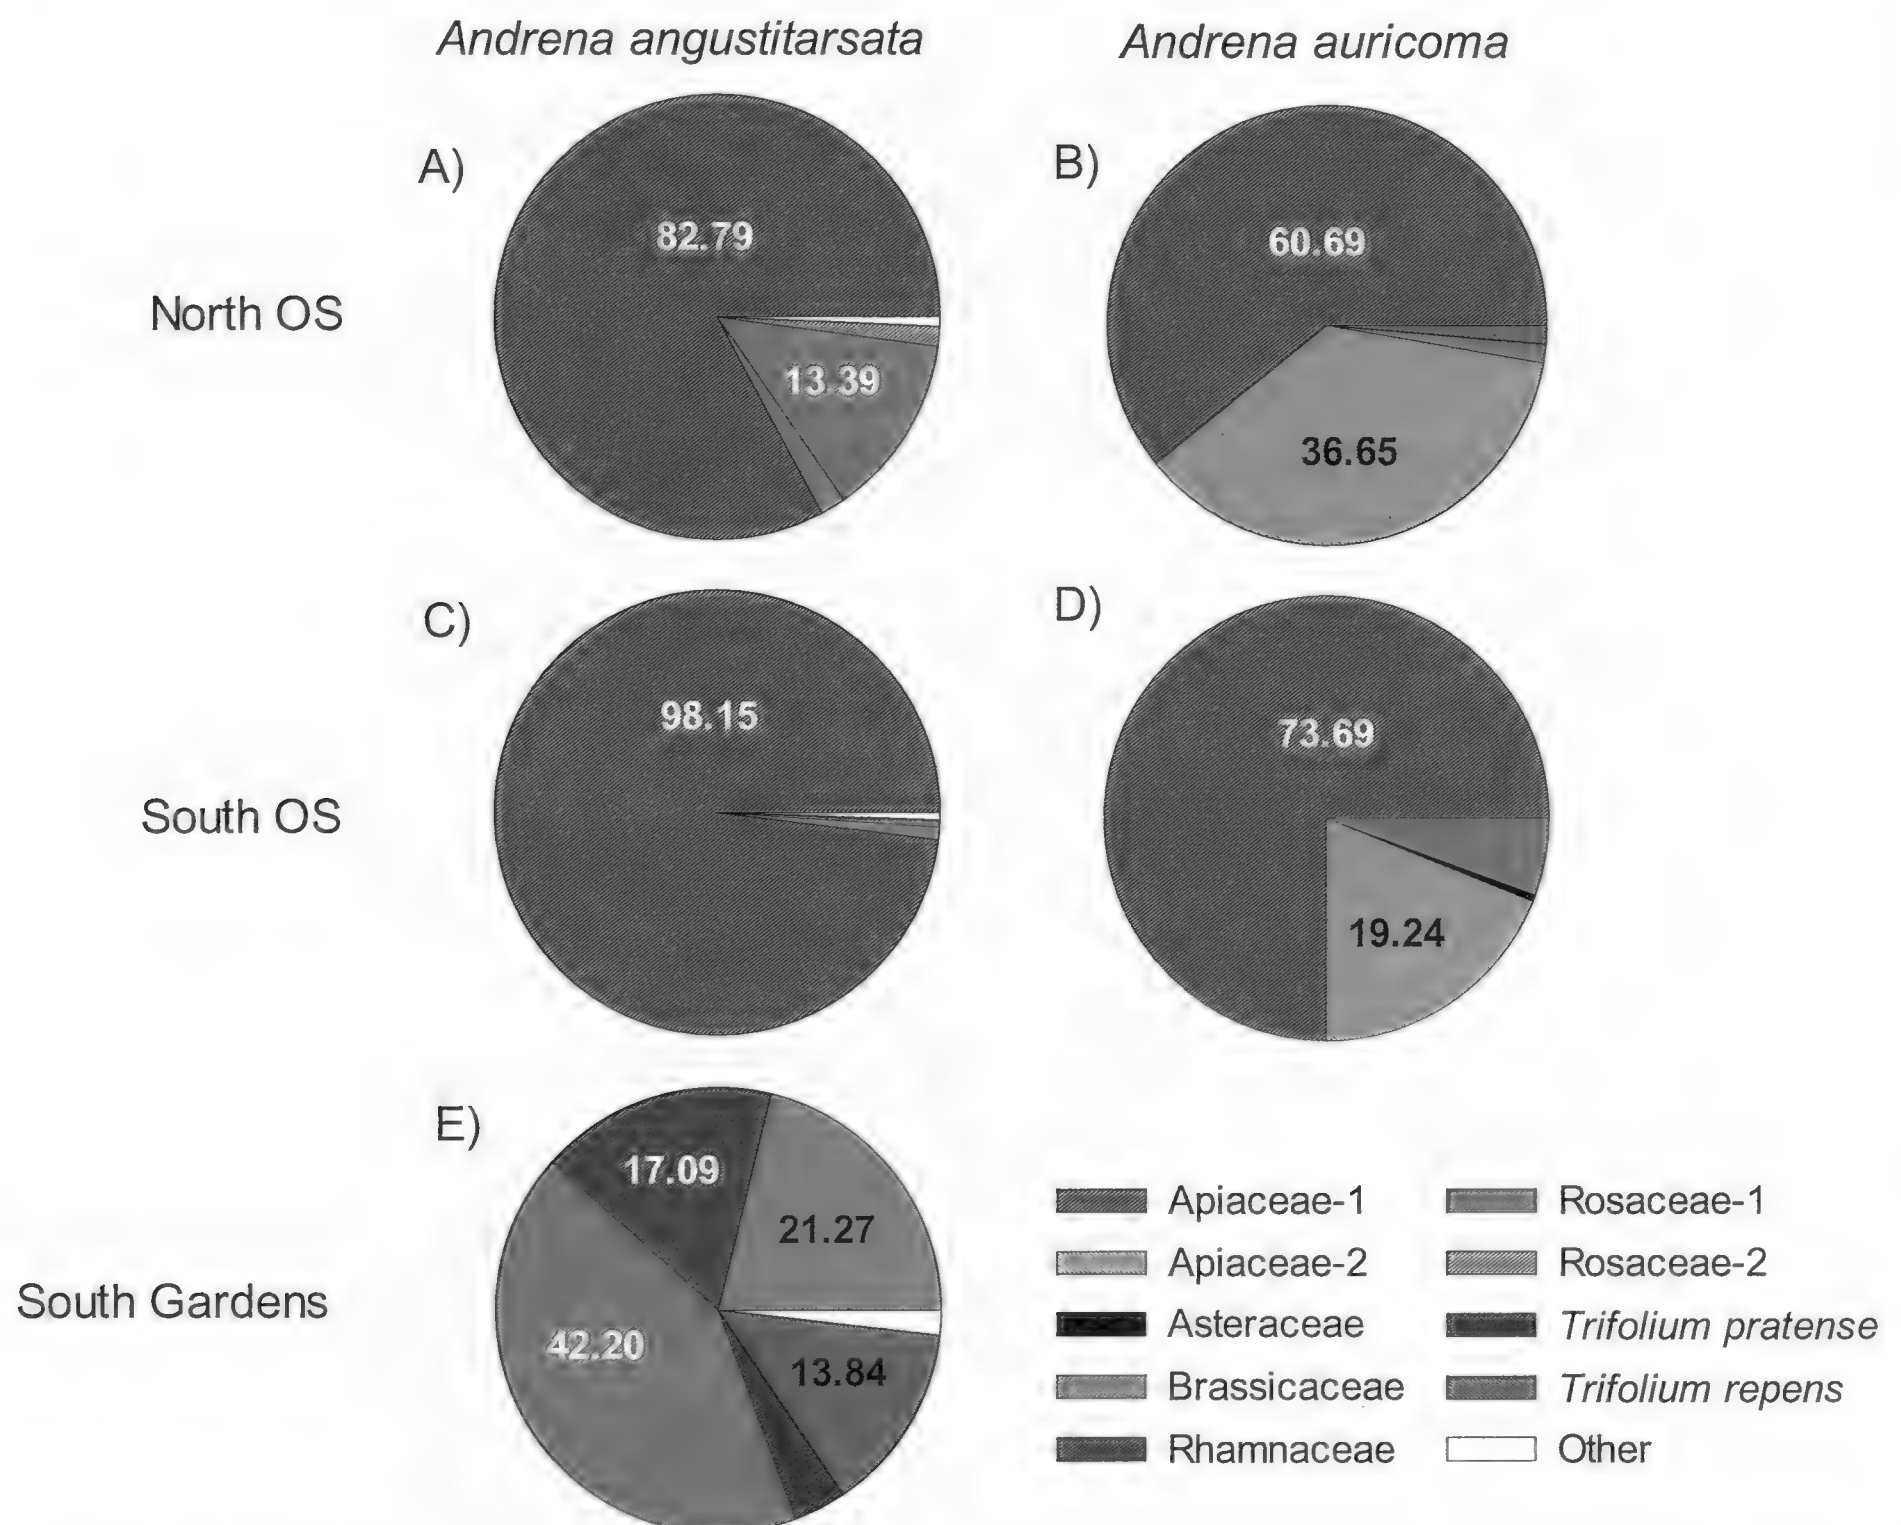 Andrena angustitarsata
Andrena auricoma
A)
B)
82.79
60.69
North OS
13.39
36.65
C)
D)
98.15
73.69
South OS
19.24
E)
17.09
21.27
South Gardens
42.20
13.84
Apiaceae-1
Rosaceae-1
Apiaceae-2
Rosaceae-2
Asteraceae
Trifolium pratense
Brassicaceae
Trifolium repens
Rhamnaceae
Other